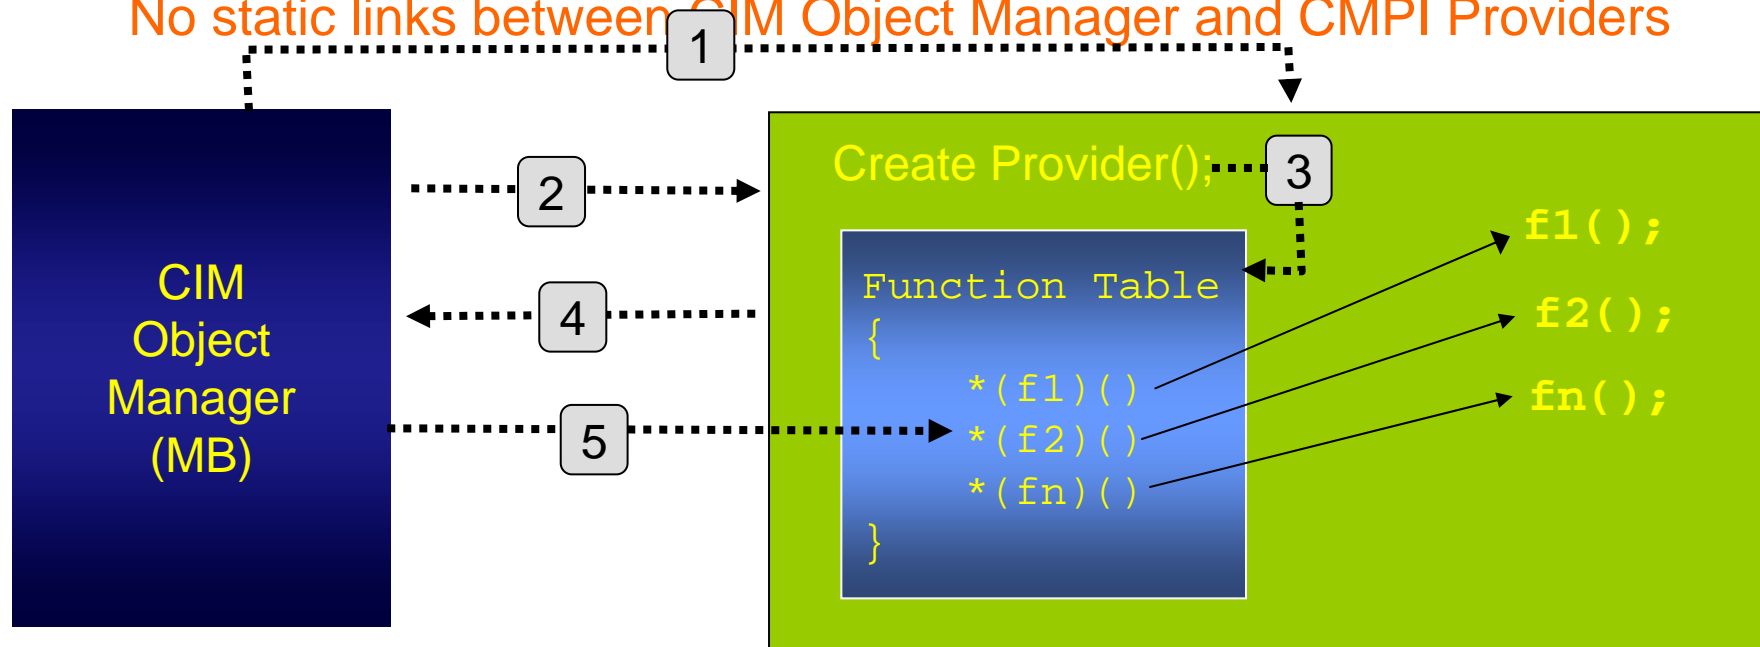 No static links between CIM Object Manager and CMPI Providers
1
2
3
4
5
CIM
Object
Manager
(MB)
Create Provider();
Function Table
{
*(f1)()
*(f2)()
*(fn)()
}
f1();
f2();
fn();